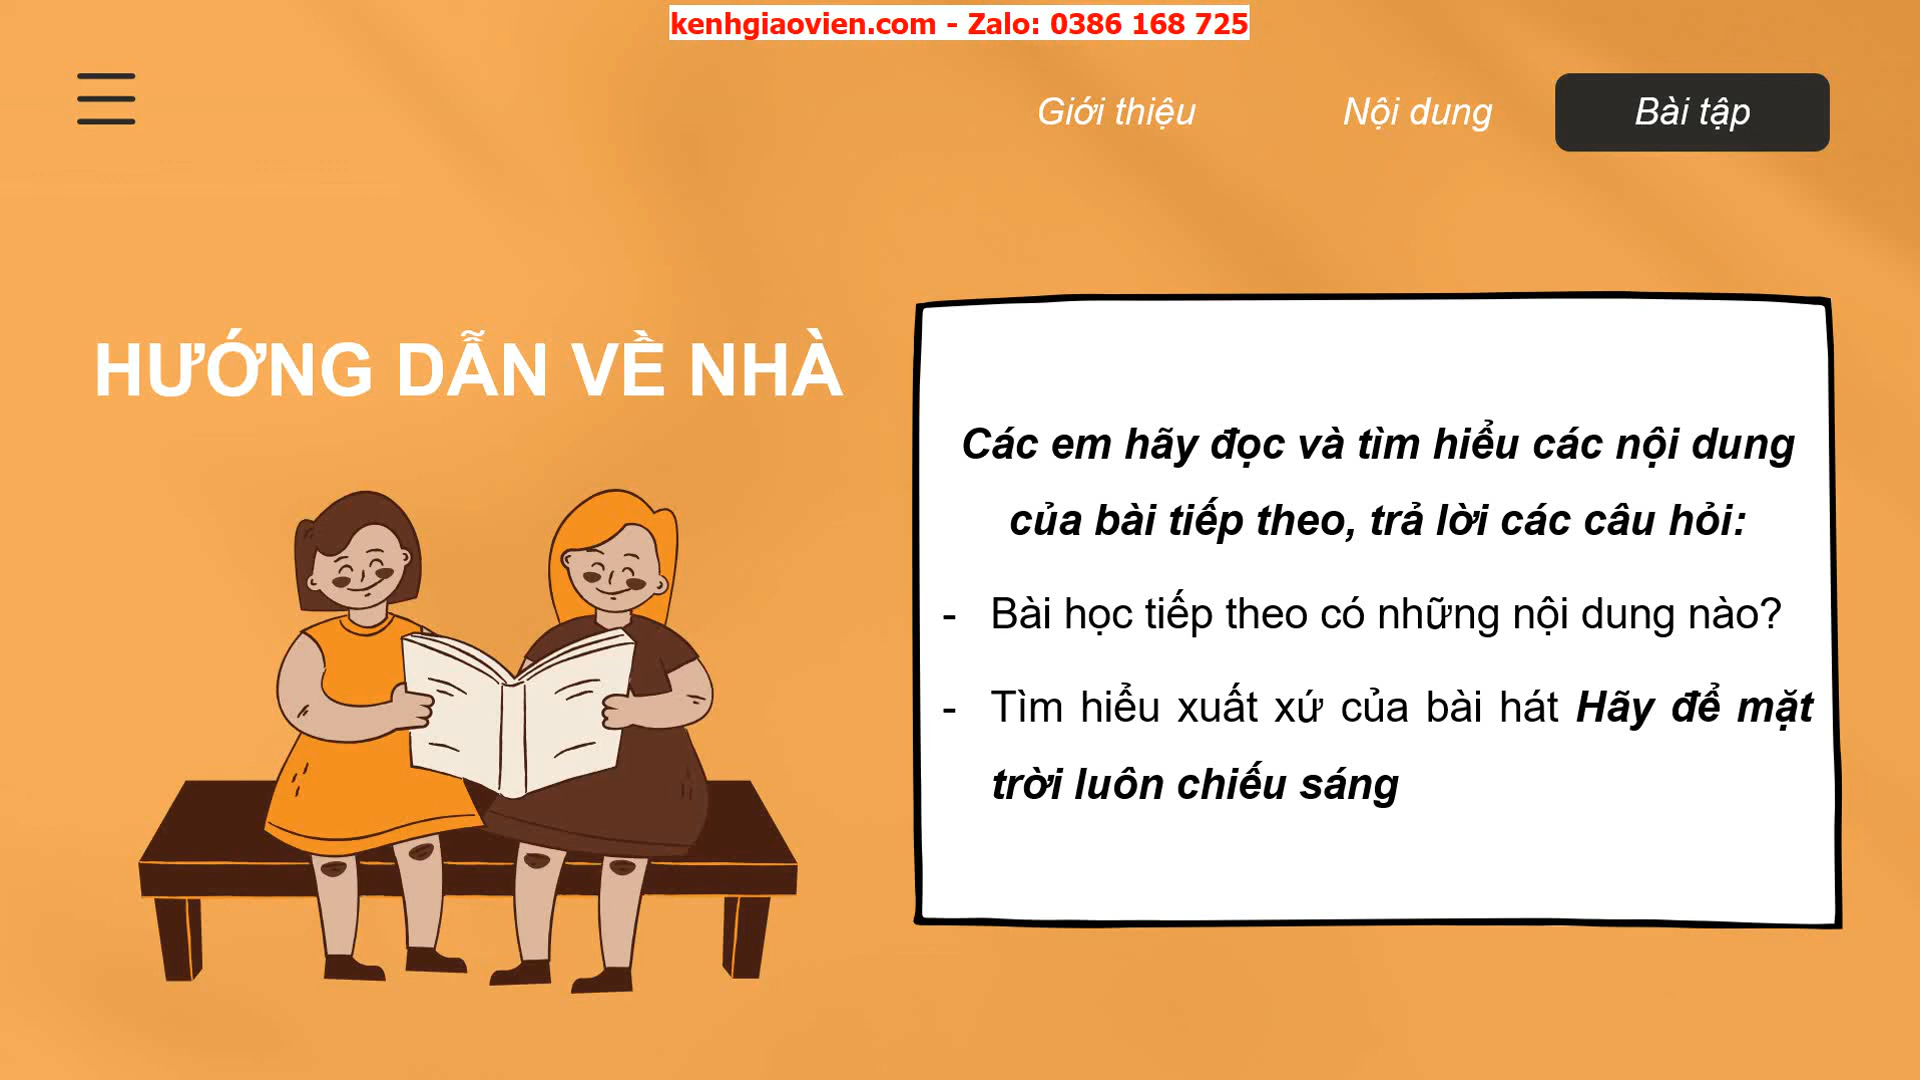 kenhgiaovien.com - Zalo: 0386 168 725
Giới thiệu
Nội dung
Bài tập
HƯỚNG DẪN VỀ NHÀ
Các em hãy đọc và tìm hiểu các nội dung
của bài tiếp theo, trả lời các câu hỏi:
- Bài học tiếp theo có những nội dung nào?
- Tìm hiểu xuất xứ của bài hát Hãy để mặt
trời luôn chiếu sáng